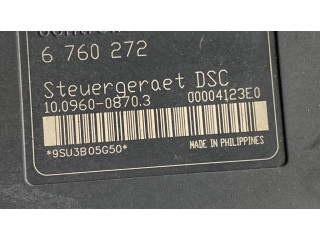 6 760 272
Steuergeraet DSC
10.0960-0870.3 00004123E0
*9SU3B05G50*
MADE IN PHILIPPINES